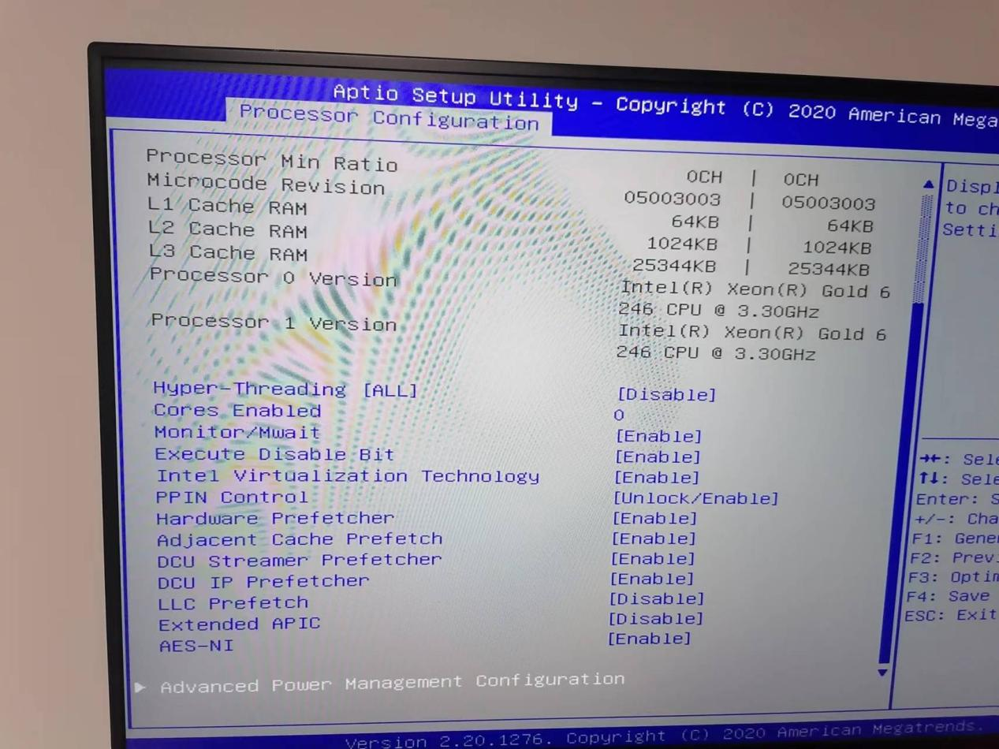 Aptio Setup Utility - Copyright (C) 2020 American
Processor Configuration
Processor Min Ratio 0CH | 0CH
Microcode Revision 05003003 | 05003003
L1 Cache RAM 64KB | 64KB
L2 Cache RAM 1024KB | 1024KB
L3 Cache RAM 25344KB | 25344KB
Processor 0 Version Intel(R) Xeon(R) Gold 6
246 CPU @ 3.30GHz
Processor 1 Version Intel(R) Xeon(R) Gold 6
246 CPU @ 3.30GHz
Hyper-Threading [ALL] [Disable]
Cores Enabled 0
Monitor/Mwait [Enable]
Execute Disable Bit [Enable]
Intel Virtualization Technology [Enable]
PPIN Control [Unlock/Enable]
Hardware Prefetcher [Enable]
Adjacent Cache Prefetch [Enable]
DCU Streamer Prefetcher [Enable]
DCU IP Prefetcher [Enable]
LLC Prefetch [Disable]
Extended APIC [Disable]
AES-NI [Enable]
Advanced Power Management Configuration
Displ
to ch
Setti
→←: Sele
↑↓: Sele
Enter: S
+/-: Cha
F1: Gene
F2: Prev
F3: Optim
F4: Save
ESC: Exit
Version 2.20.1276. Copyright (C) 2020 American Megatrends.